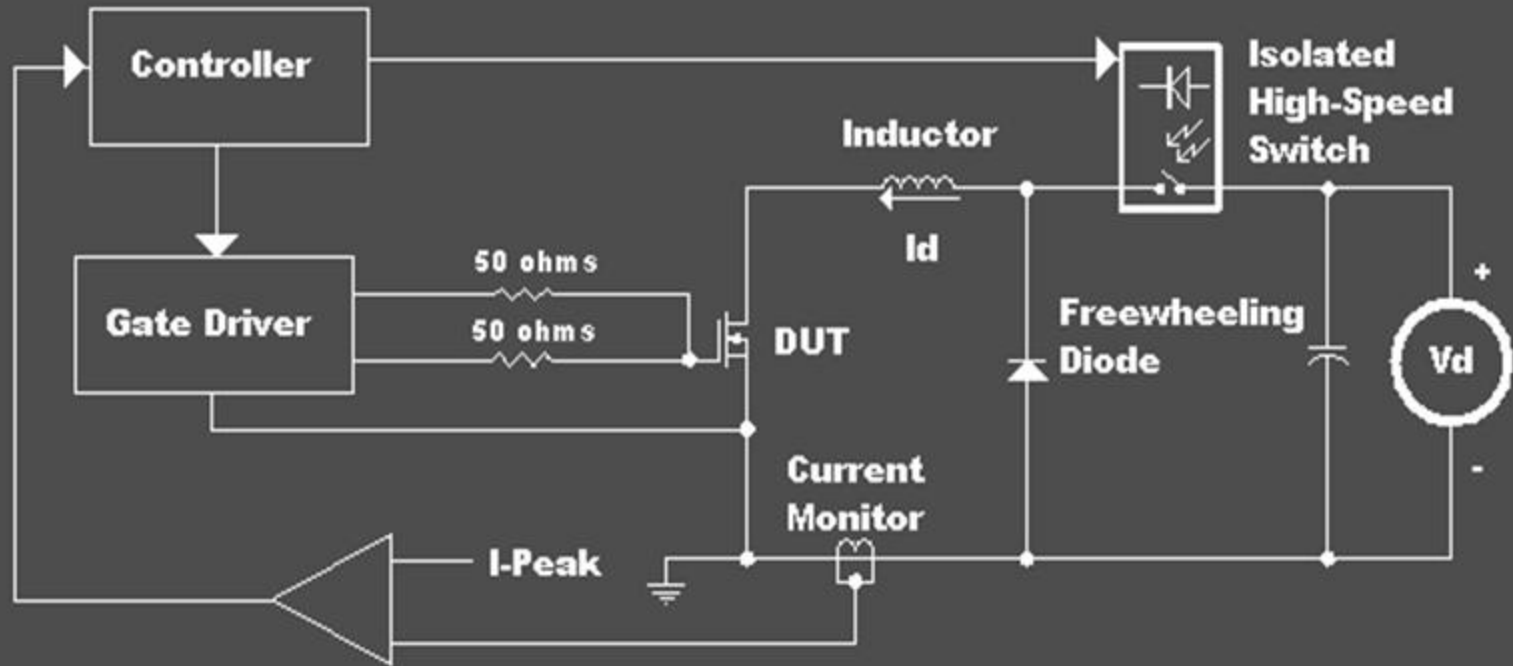 Controller
Isolated
High-Speed
Switch
Inductor
Id
50 ohms
Gate Driver
50 ohms
DUT
Freewheeling
Diode
+
Vd
-
Current
Monitor
I-Peak